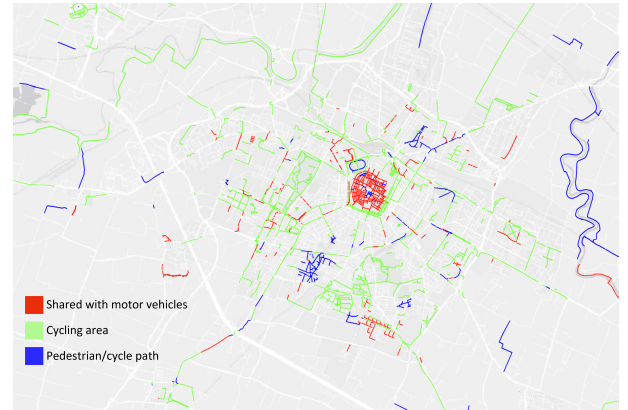 Shared with motor vehicles
Cycling area
Pedestrian/cycle path